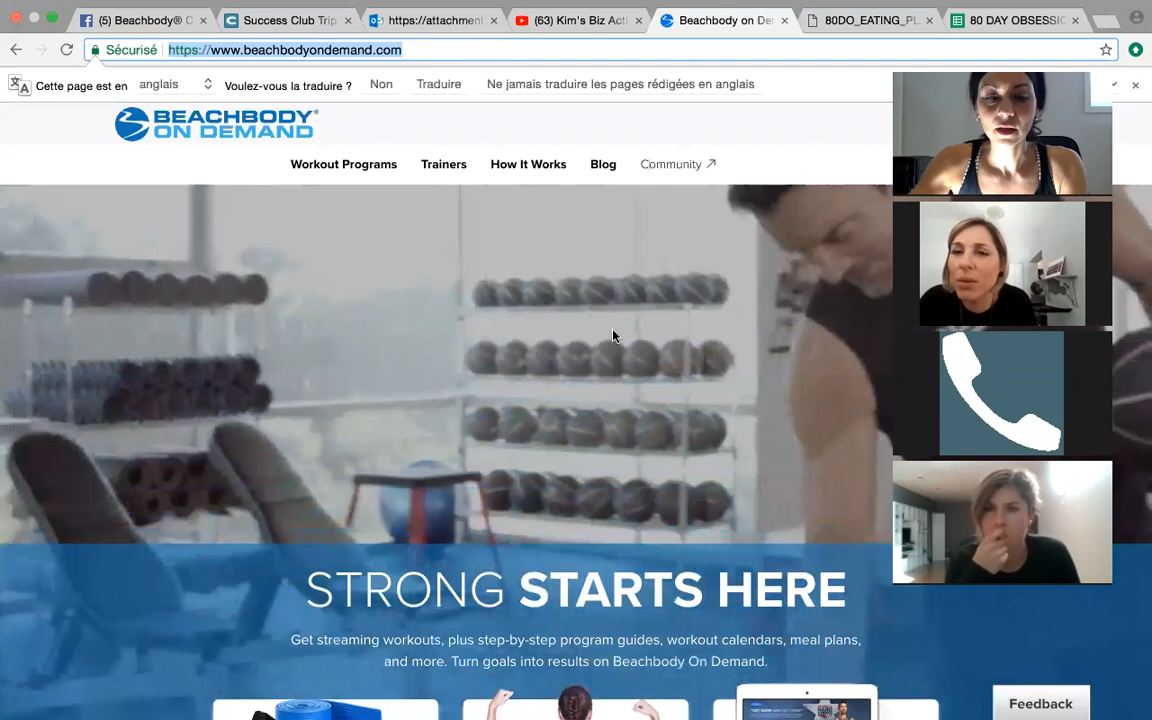 (5) Beachbody® C
Success Club Trip
https://attachment
(63) Kim's Biz Acti
Beachbody on De
80DO_EATING_PL
80 DAY OBSESSIO
Sécurisé
https://www.beachbodyondemand.com
Cette page est en
anglais
Voulez-vous la traduire ?
Non
Traduire
Ne jamais traduire les pages rédigées en anglais
BEACHBODY®
ON DEMAND
Workout Programs
Trainers
How It Works
Blog
Community
STRONG STARTS HERE
Get streaming workouts, plus step-by-step program guides, workout calendars, meal plans,
and more. Turn goals into results on Beachbody On Demand.
Feedback